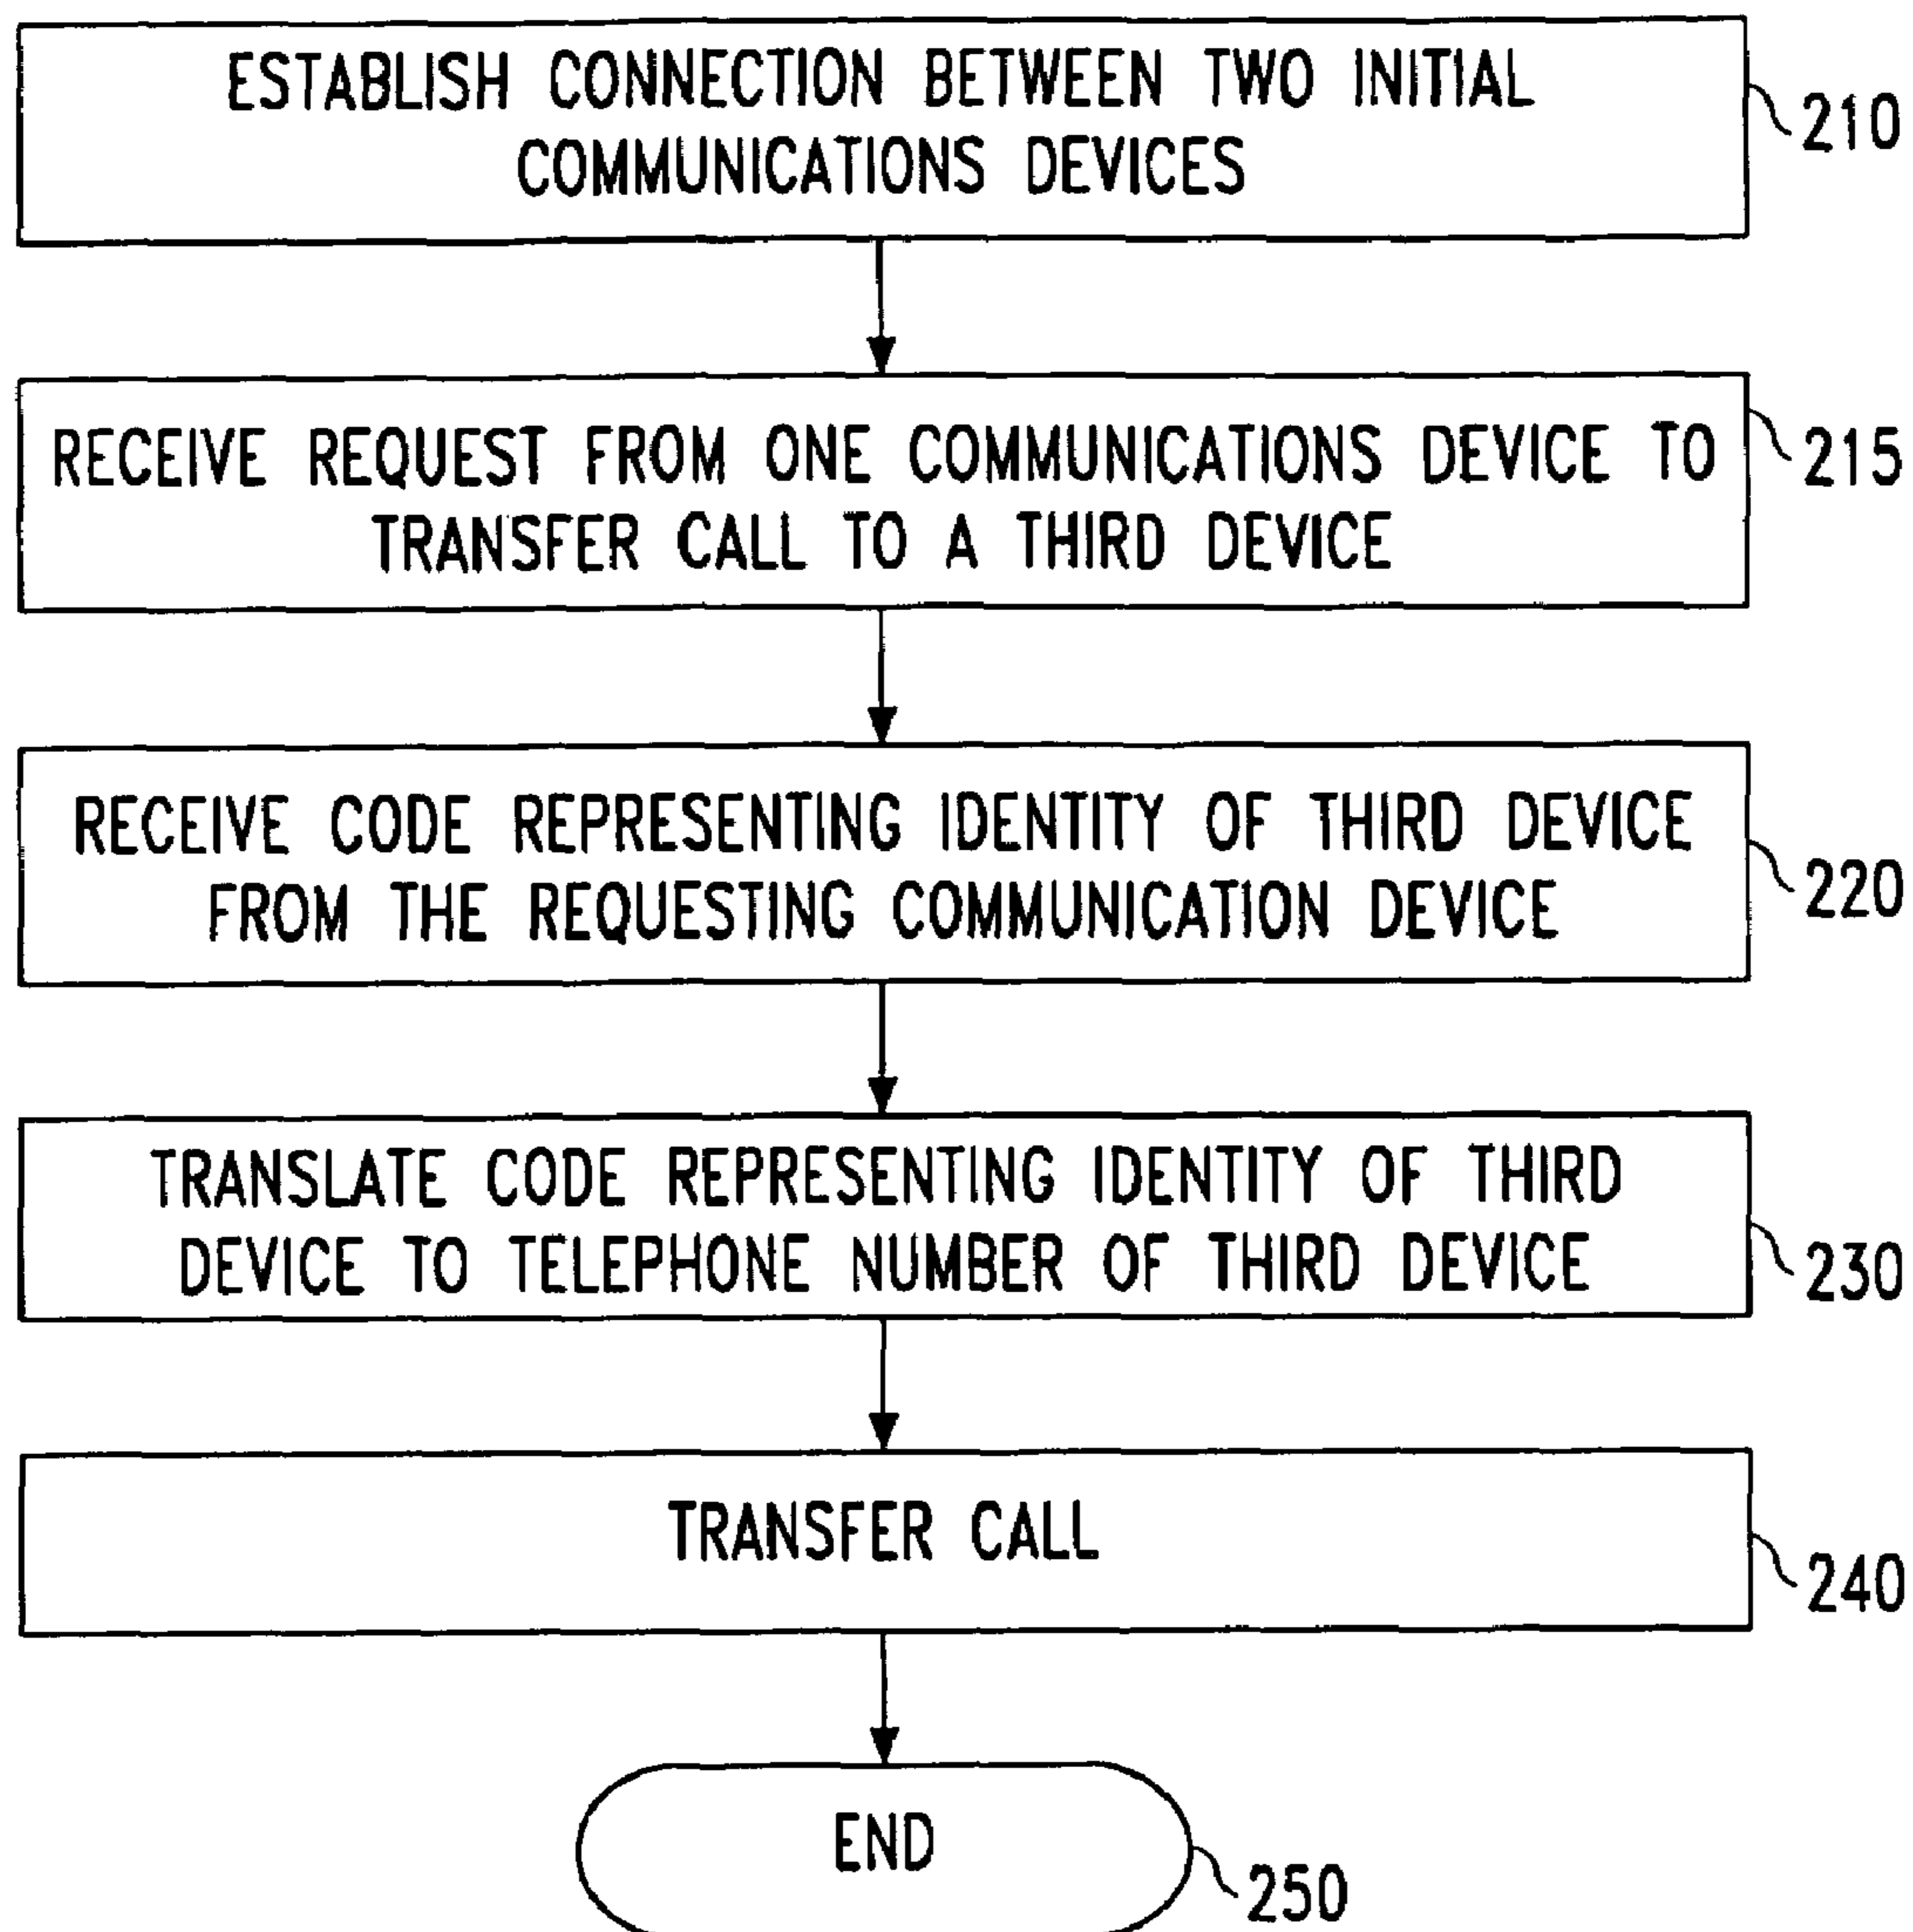 ESTABLISH CONNECTION BETWEEN TWO INITIAL
COMMUNICATIONS DEVICES
210
RECEIVE REQUEST FROM ONE COMMUNICATIONS DEVICE TO
TRANSFER CALL TO A THIRD DEVICE
215
RECEIVE CODE REPRESENTING IDENTITY OF THIRD DEVICE
FROM THE REQUESTING COMMUNICATION DEVICE
220
TRANSLATE CODE REPRESENTING IDENTITY OF THIRD
DEVICE TO TELEPHONE NUMBER OF THIRD DEVICE
230
TRANSFER CALL
240
END
250